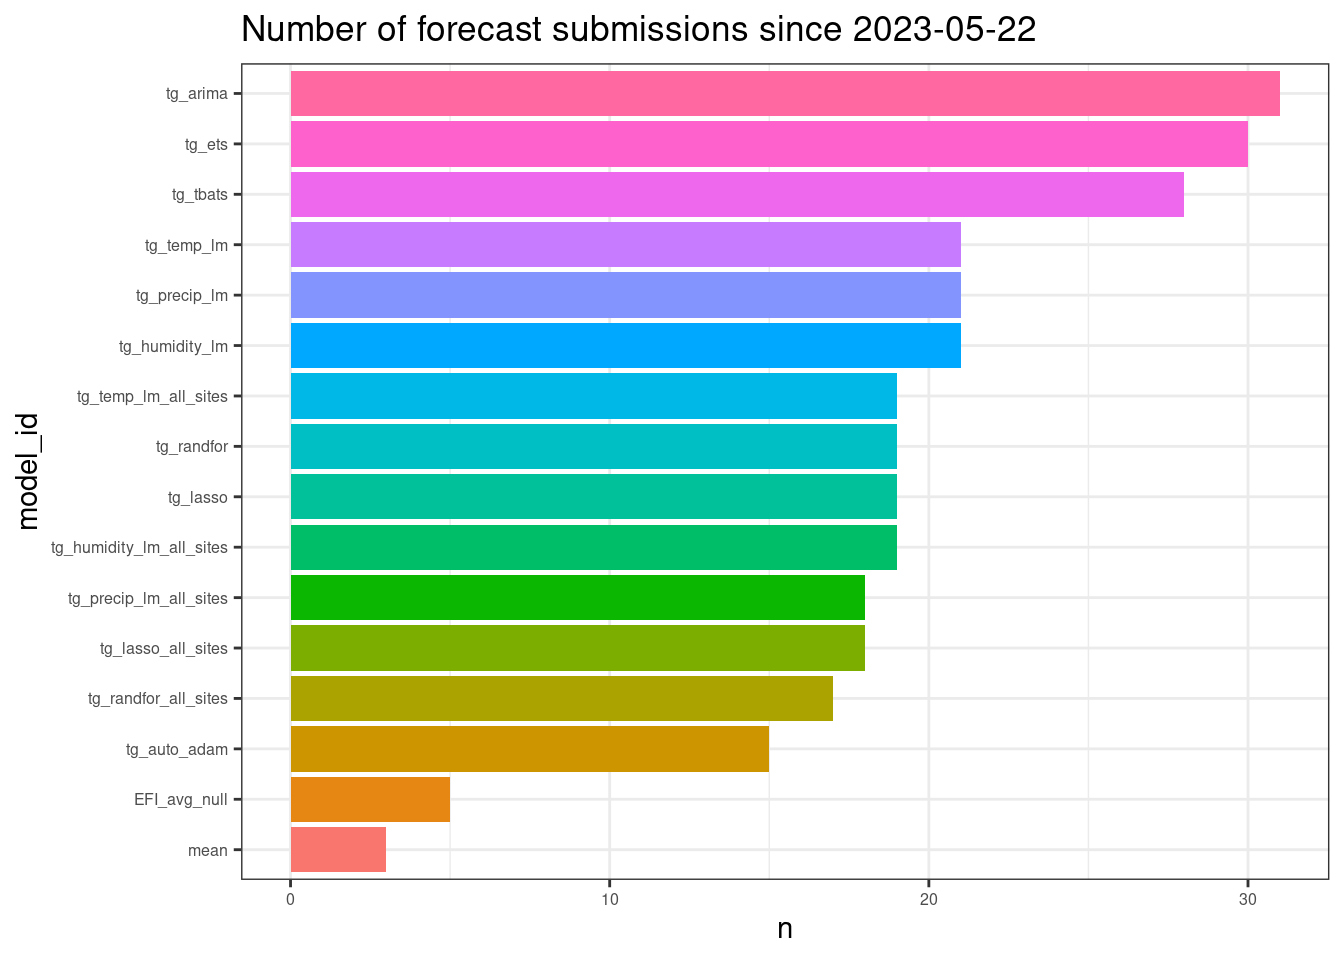 Number of forecast submissions since 2023-05-22
model_id
tg_arima
tg_ets
tg_tbats
tg_temp_lm
tg_precip_lm
tg_humidity_lm
tg_temp_lm_all_sites
tg_randfor
tg_lasso
tg_humidity_lm_all_sites
tg_precip_lm_all_sites
tg_lasso_all_sites
tg_randfor_all_sites
tg_auto_adam
EFI_avg_null
mean
0 10 20 30
n